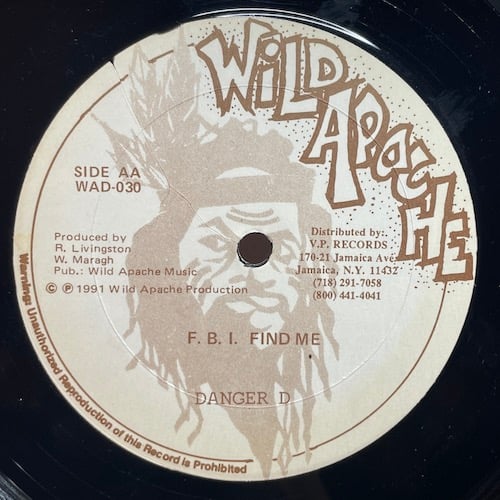 WILD
APACHE
SIDE AA
WAD-030
Produced by
R. Livingston
W. Maragh
Pub.: Wild Apache Music
© ℗ 1991 Wild Apache Production
Distributed by:.
V.P. RECORDS
170-21 Jamaica Ave.
Jamaica, N.Y. 11432
(718) 291-7058
(800) 441-4041
F. B. I. FIND ME
DANGER D
Warning: Unauthorized Reproduction of this Record is Prohibited